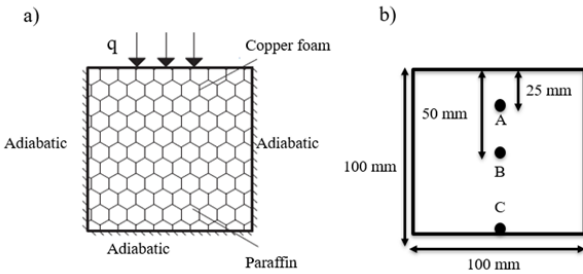 a)
q
Copper foam
Adiabatic
Adiabatic
Adiabatic
Paraffin
b)
25 mm
50 mm
A
B
100 mm
C
100 mm